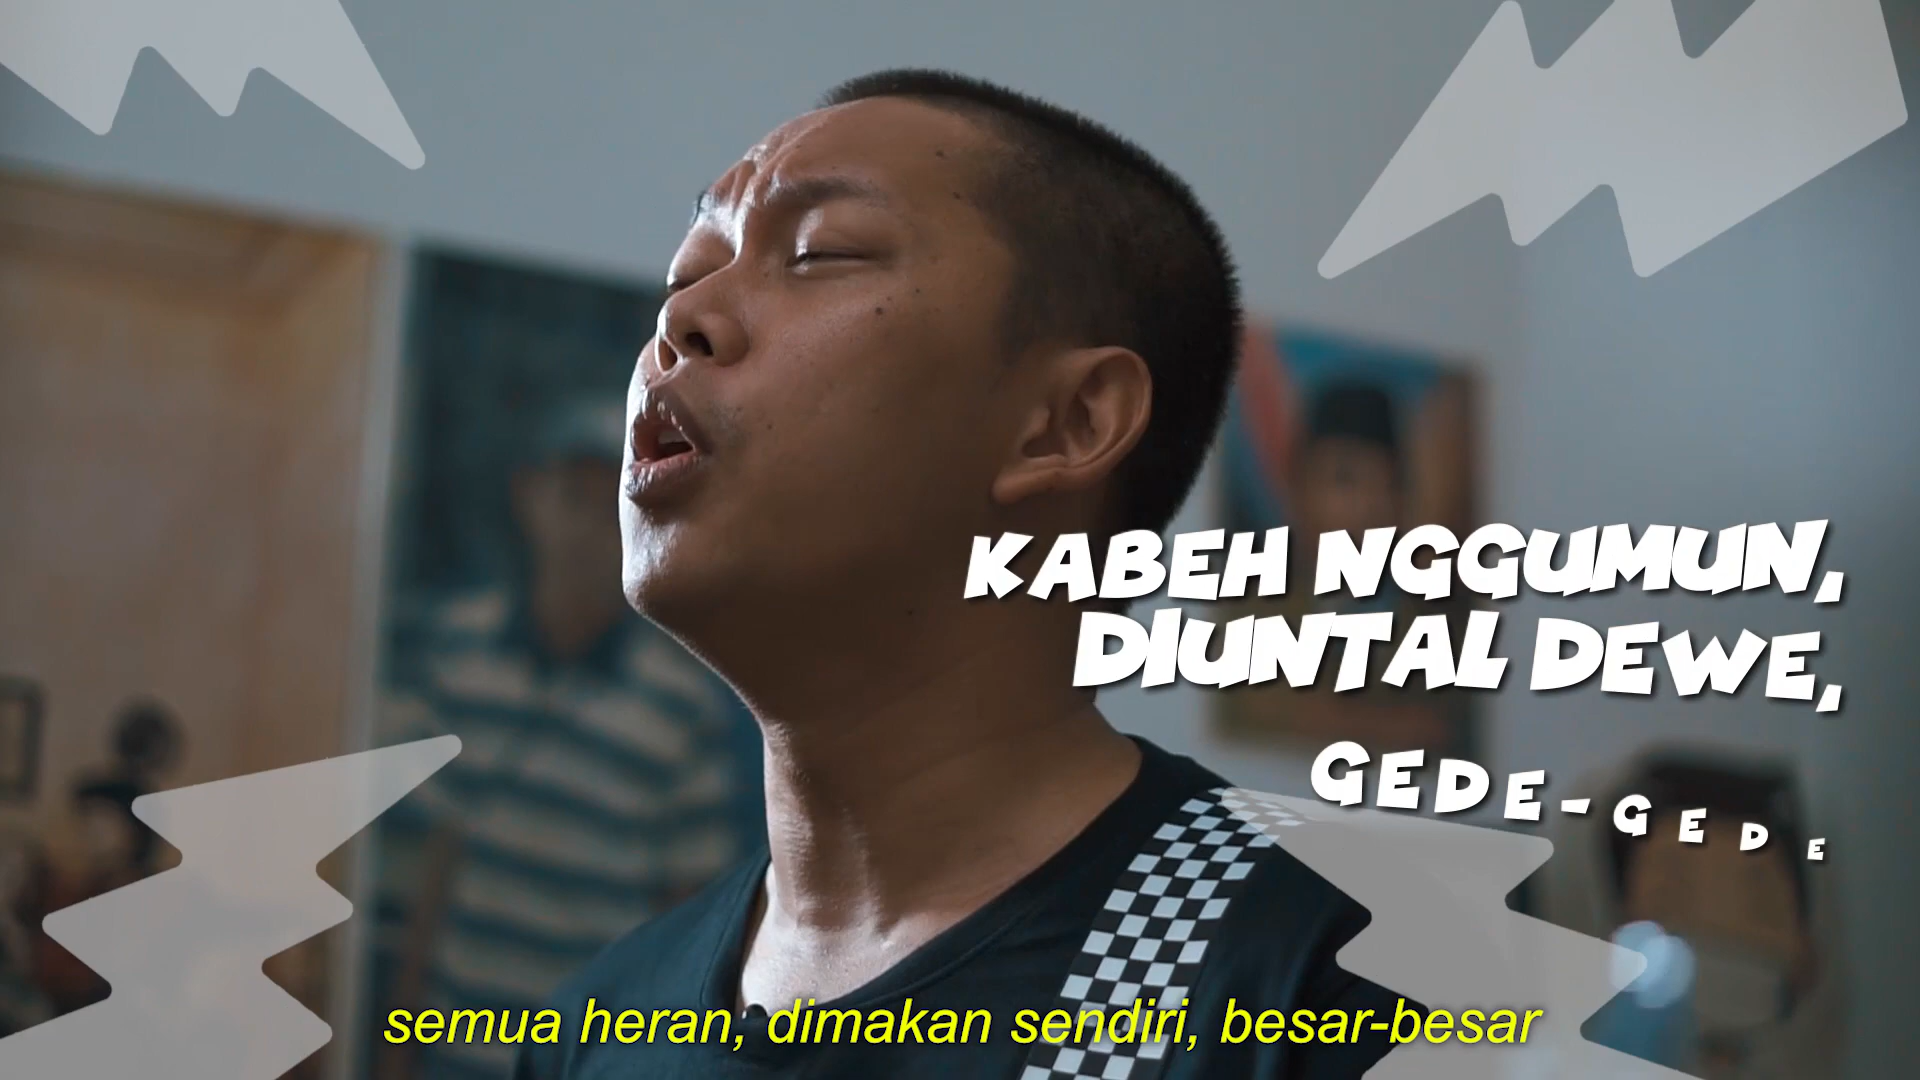 KABEH NGGUMUN,
DIUNTAL DEWE,
GEDE-GEDE
semua heran, dimakan sendiri, besar-besar